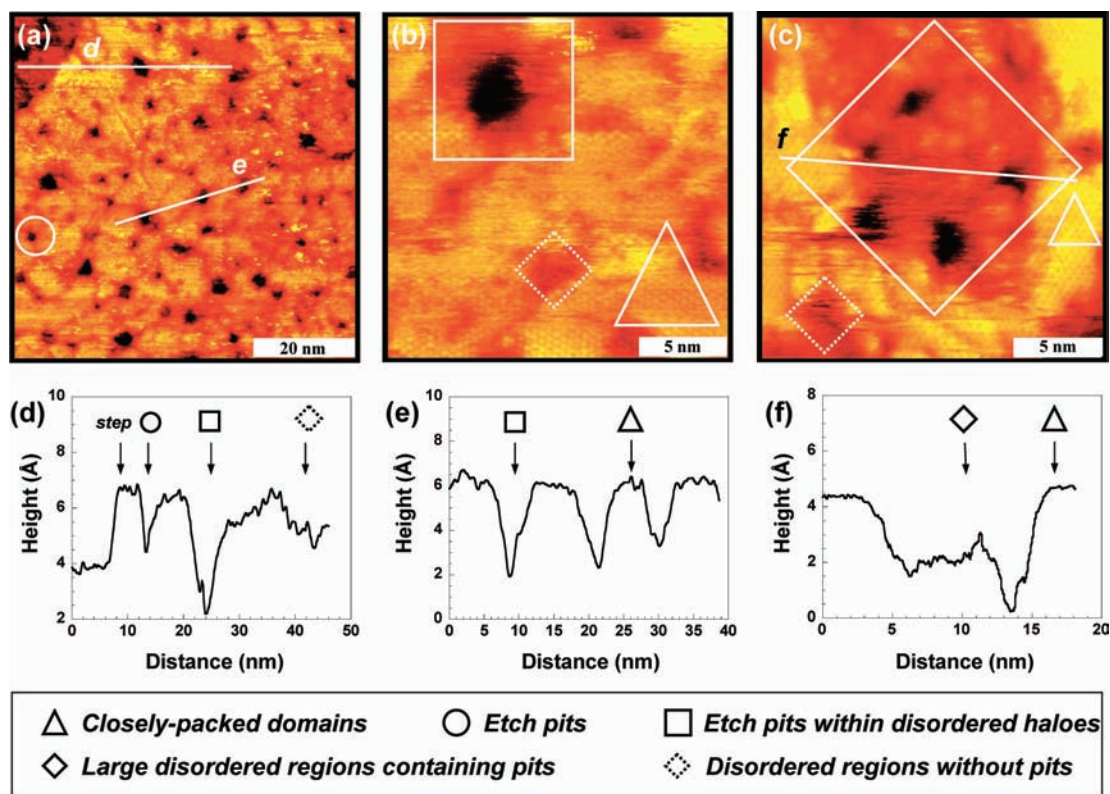 (a) (b) (c)
d
e
f
20 nm 5 nm 5 nm
(d) (e) (f)
step
Height (Å) Height (Å) Height (Å)
10 8 6 4 2
10 8 6 4 2 0
8 6 4 2 0
0 10 20 30 40 50
0 5 10 15 20 25 30 35 40
0 5 10 15 20
Distance (nm) Distance (nm) Distance (nm)
Closely-packed domains Etch pits Etch pits within disordered haloes
Large disordered regions containing pits Disordered regions without pits